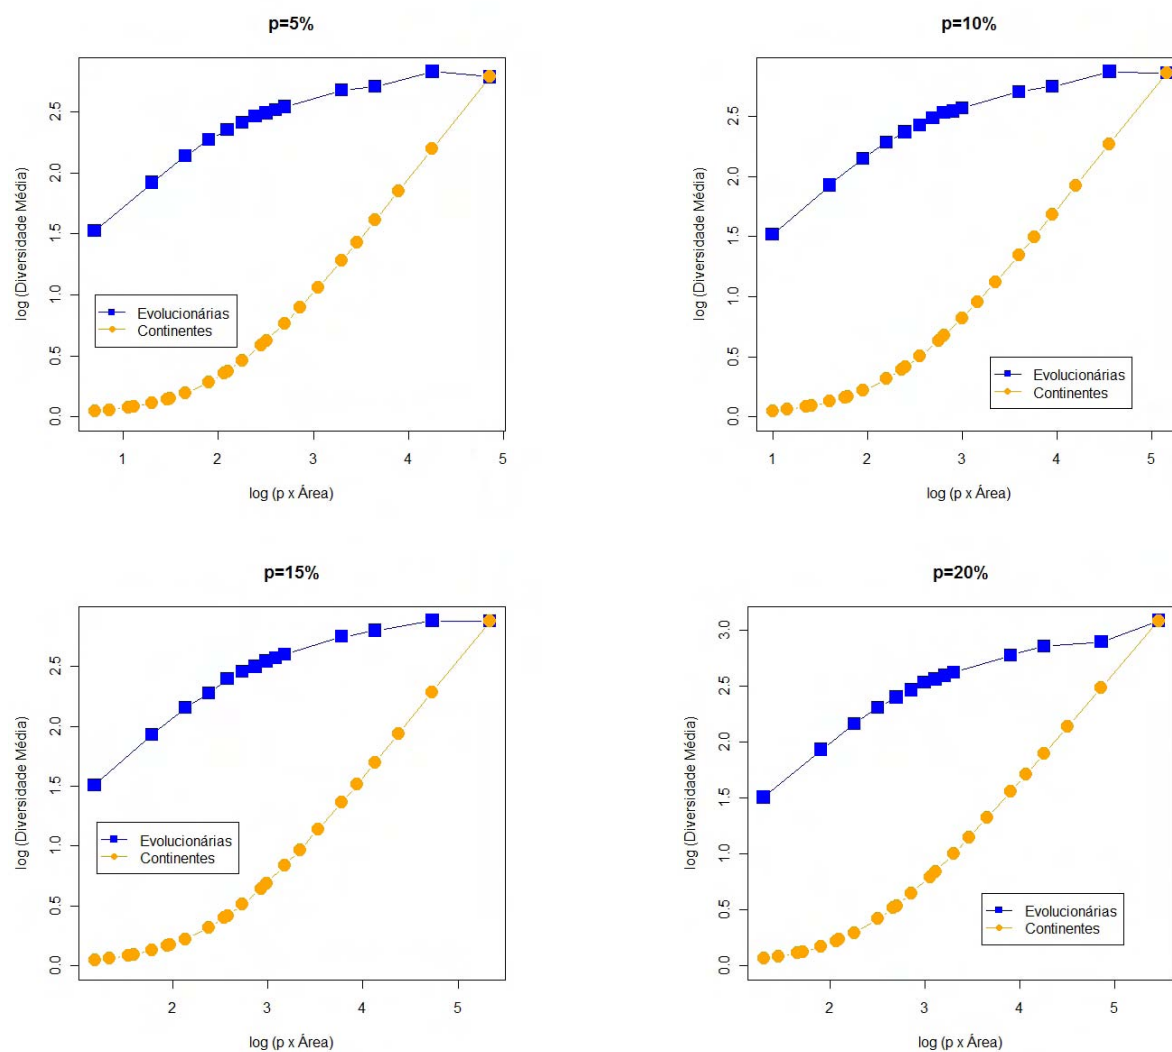 p=5%
log (Diversidade Média)
2.5
2.0
1.5
1.0
0.5
0.0
Evolucionárias
Continentes
1 2 3 4 5
log (p x Área)
p=10%
log (Diversidade Média)
2.5
2.0
1.5
1.0
0.5
0.0
Evolucionárias
Continentes
1 2 3 4 5
log (p x Área)
p=15%
log (Diversidade Média)
2.5
2.0
1.5
1.0
0.5
0.0
Evolucionárias
Continentes
2 3 4 5
log (p x Área)
p=20%
log (Diversidade Média)
3.0
2.5
2.0
1.5
1.0
0.5
0.0
Evolucionárias
Continentes
2 3 4 5
log (p x Área)